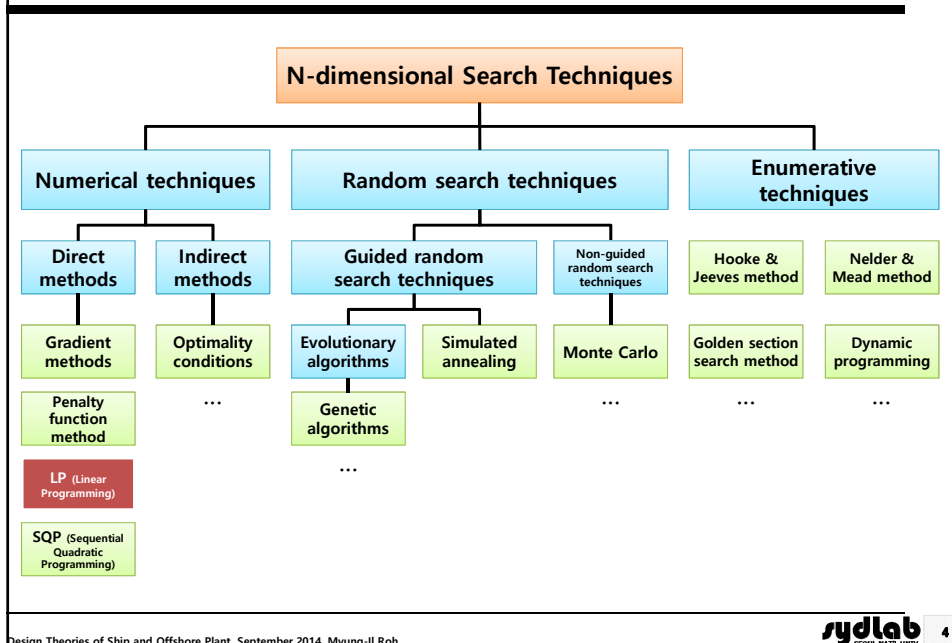 N-dimensional Search Techniques
Numerical techniques
Random search techniques
Enumerative
techniques
Direct
methods
Indirect
methods
Guided random
search techniques
Non-guided
random search
techniques
Hooke &
Jeeves method
Nelder &
Mead method
Gradient
methods
Optimality
conditions
Evolutionary
algorithms
Simulated
annealing
Monte Carlo
Golden section
search method
Dynamic
programming
Penalty
function
method
...
Genetic
algorithms
...
...
...
...
LP (Linear
Programming)
SQP (Sequential
Quadratic
Programming)
Design Theories of Ship and Offshore Plant, September 2014, Myung-Il Roh
sydlab
4